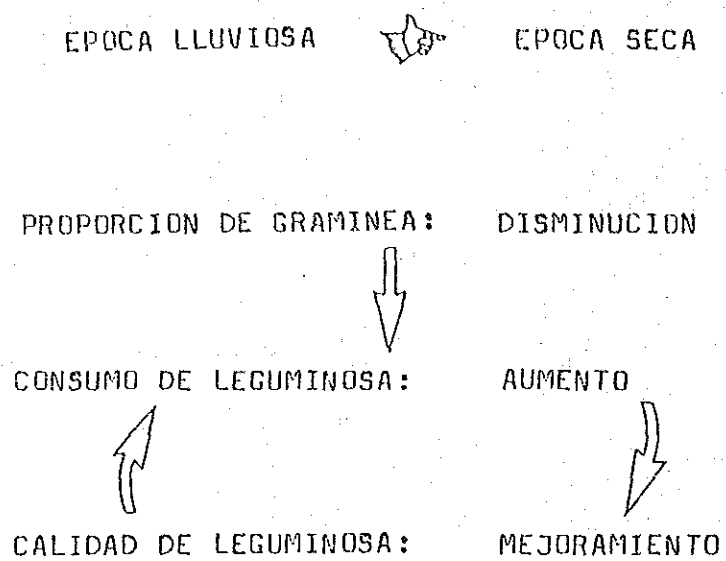 EPOCA LLUVIOSA EPOCA SECA
PROPORCION DE GRAMINEA: DISMINUCION
CONSUMO DE LEGUMINOSA: AUMENTO
CALIDAD DE LEGUMINOSA: MEJORAMIENTO